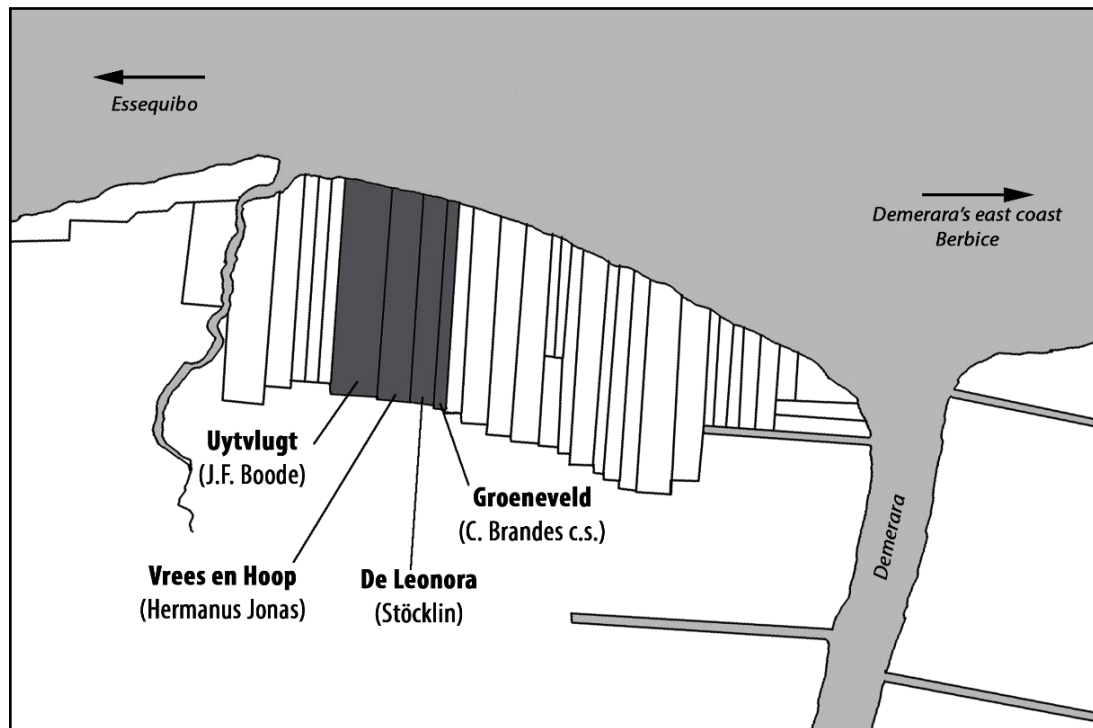 Essequibo
Demerara's east coast
Berbice
Uytvlugt
(J.F. Boode)
Groeneveld
(C. Brandes c.s.)
Vrees en Hoop
(Hermanus Jonas)
De Leonora
(Stöcklin)
Demerara